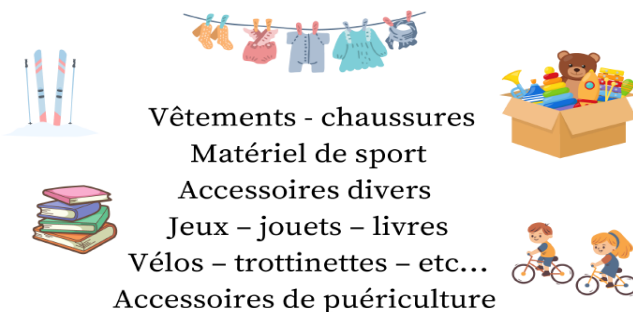 Vêtements - chaussures
Matériel de sport
Accessoires divers
Jeux – jouets – livres
Vélos – trottinettes – etc...
Accessoires de puériculture